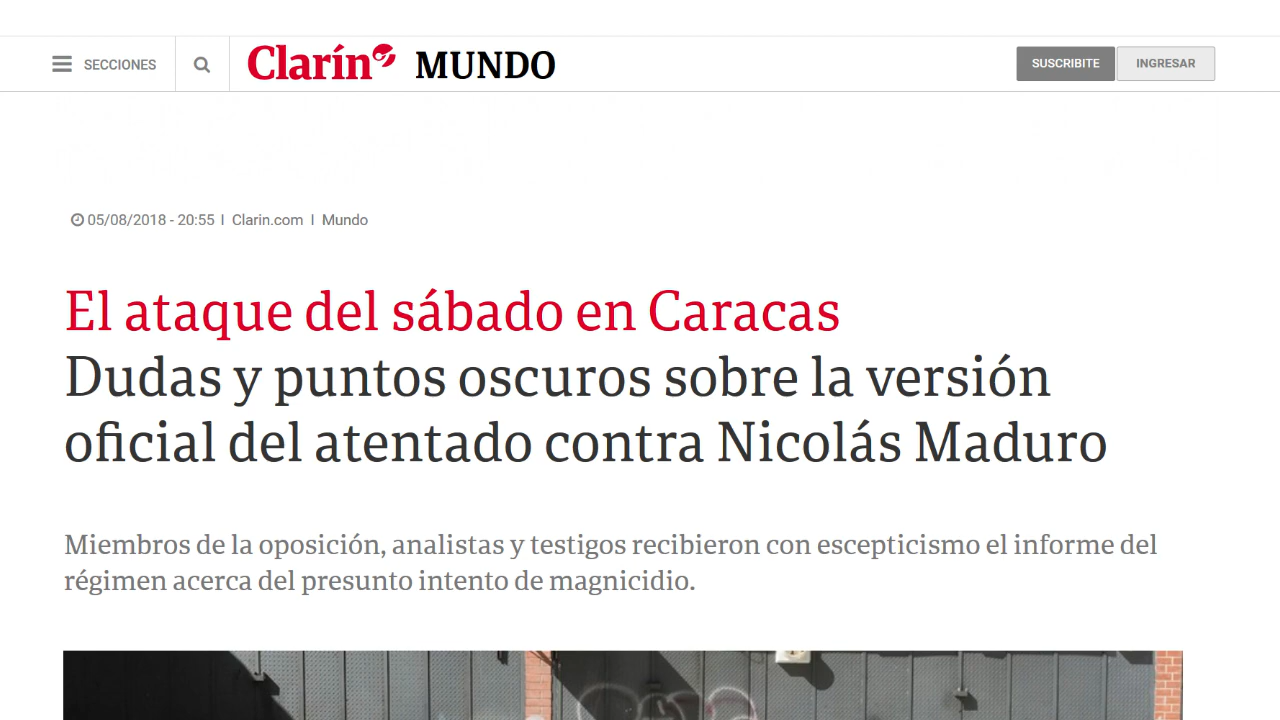 SECCIONES
Clarín MUNDO
SUSCRIBITE
INGRESAR
05/08/2018 - 20:55 | Clarin.com | Mundo
El ataque del sábado en Caracas
Dudas y puntos oscuros sobre la versión
oficial del atentado contra Nicolás Maduro
Miembros de la oposición, analistas y testigos recibieron con escepticismo el informe del
régimen acerca del presunto intento de magnicidio.